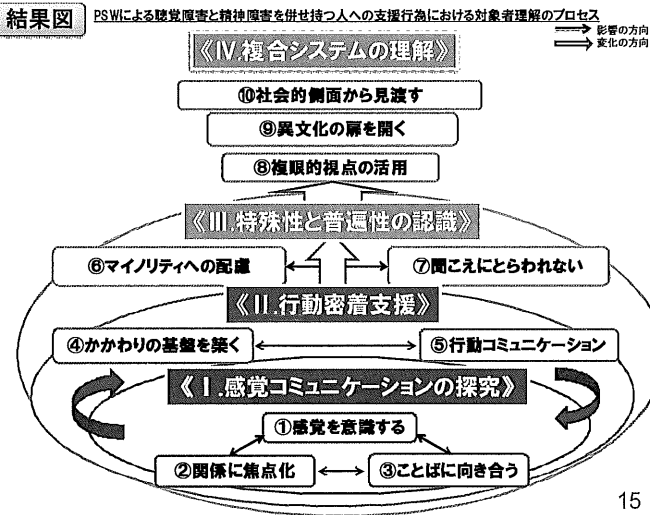 結果図
PSWによる聴覚障害と精神障害を併せ持つ人への支援行為における対象者理解のプロセス
影響の方向
変化の方向
《Ⅳ.複合システムの理解》
⑩社会的側面から見渡す
⑨異文化の扉を開く
⑧複眼的視点の活用
《Ⅲ.特殊性と普遍性の認識》
⑥マイノリティへの配慮
⑦聞こえにとらわれない
《Ⅱ.行動密着支援》
④かかわりの基盤を築く
⑤行動コミュニケーション
《Ⅰ.感覚コミュニケーションの探究》
①感覚を意識する
②関係に焦点化
③ことばに向き合う
15